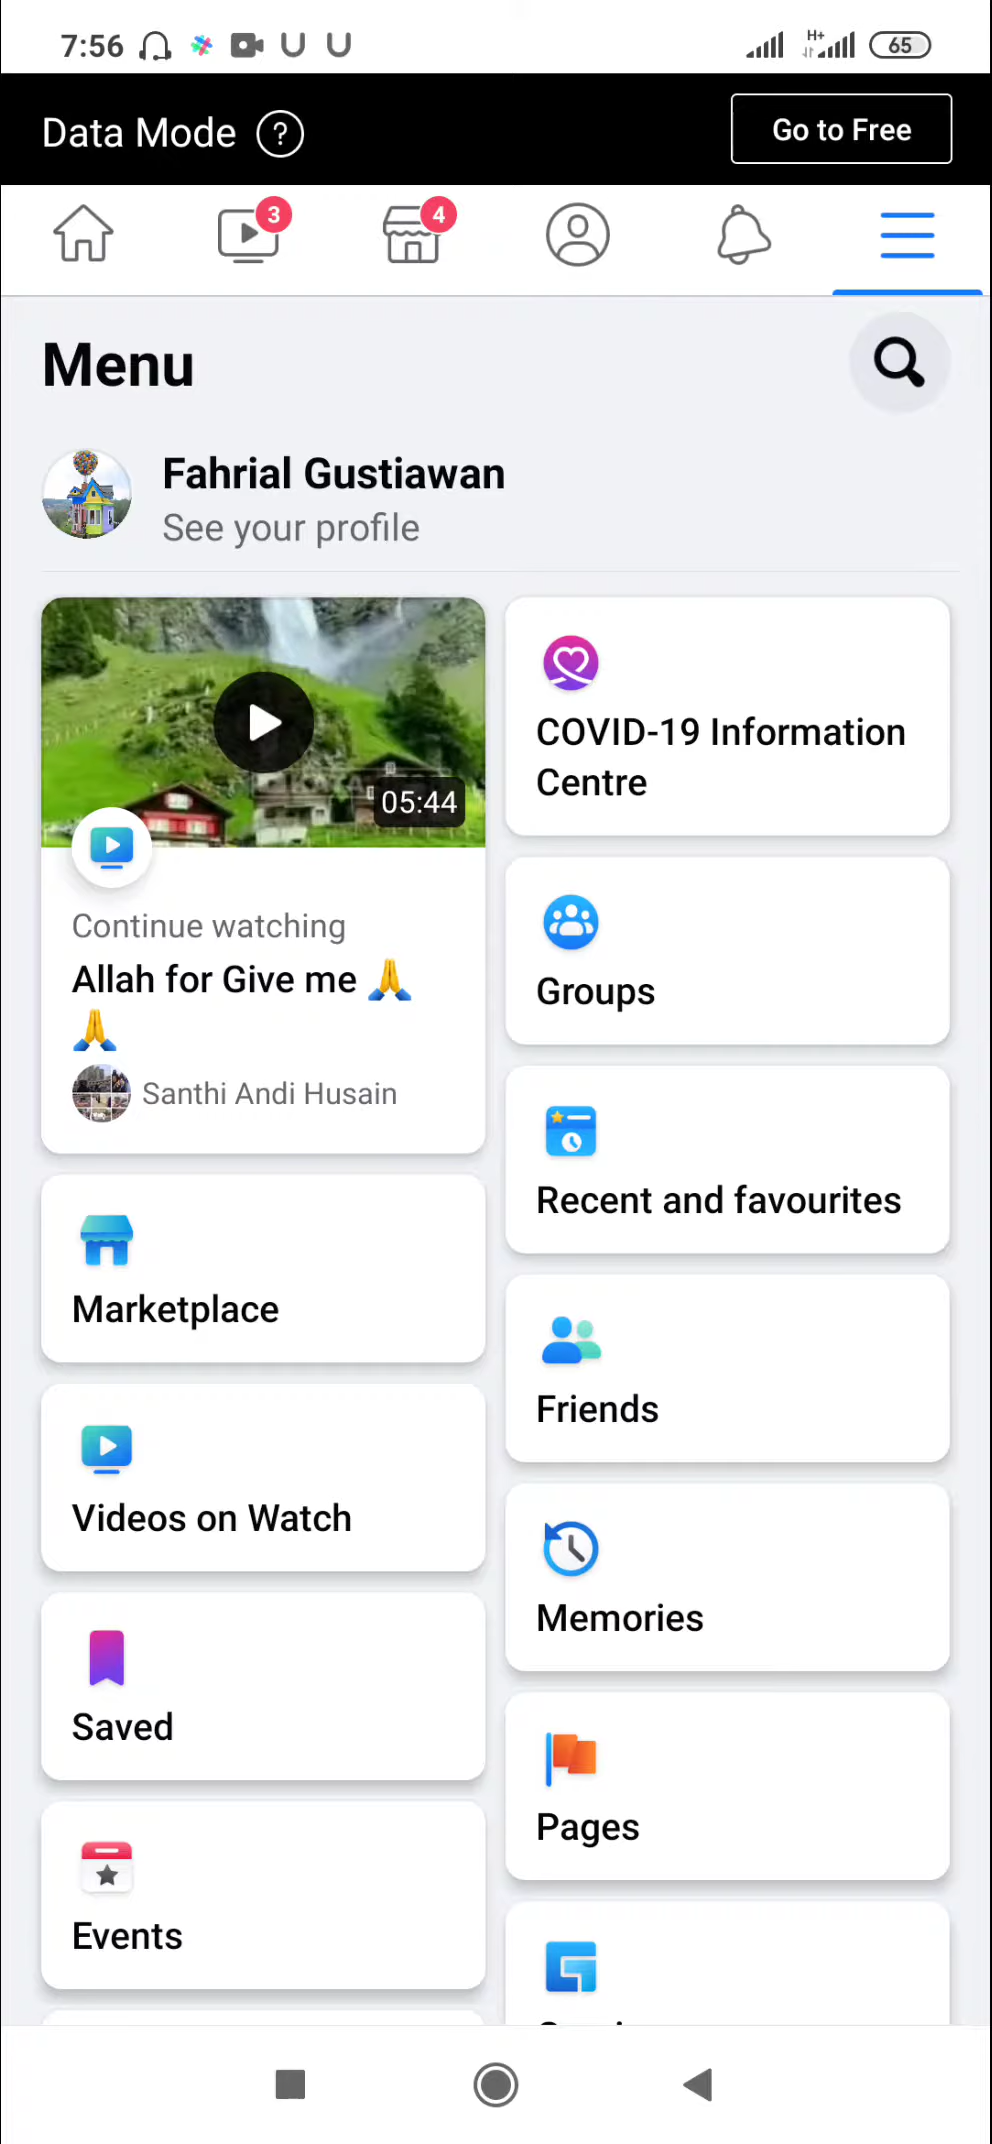 7:56
H+
65
Data Mode ?
Go to Free
3
4
Menu
Fahrial Gustiawan
See your profile
05:44
Continue watching
Allah for Give me 🙏
🙏
Santhi Andi Husain
Marketplace
Videos on Watch
Saved
Events
COVID-19 Information
Centre
Groups
Recent and favourites
Friends
Memories
Pages